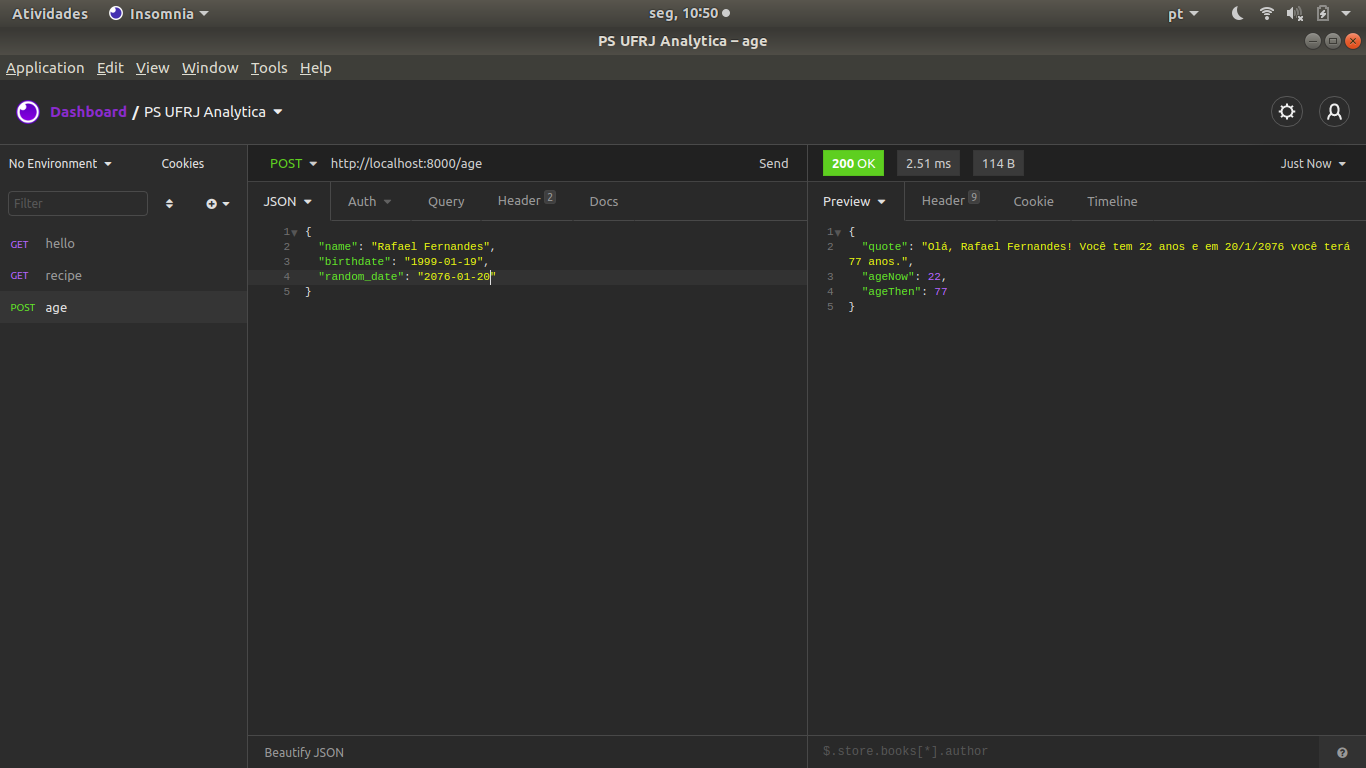 Atividades Insomnia seg, 10:50 pt
PS UFRJ Analytica – age
Application Edit View Window Tools Help
Dashboard / PS UFRJ Analytica
No Environment Cookies POST http://localhost:8000/age Send 200 OK 2.51 ms 114 B Just Now
Filter JSON Auth Query Header 2 Docs Preview Header 9 Cookie Timeline
GET hello
GET recipe
POST age
1 {
2 "name": "Rafael Fernandes",
3 "birthdate": "1999-01-19",
4 "random_date": "2076-01-20"
5 }
1 {
2 "quote": "Olá, Rafael Fernandes! Você tem 22 anos e em 20/1/2076 você terá
77 anos.",
3 "ageNow": 22,
4 "ageThen": 77
5 }
Beautify JSON $.store.books[*].author